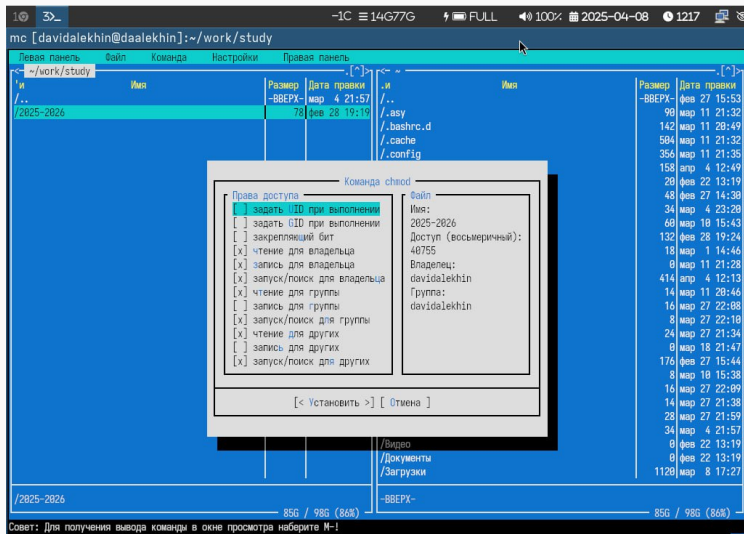 1 3 -1C 14G77G FULL 100% 2025-04-08 1217
mc [davidalekhin@daalekhin]:~/work/study
Левая панель Файл Команда Настройки Правая панель
<- ~/work/study .[^]> <- ~ .[^]>
'и Имя Размер Дата правки .и Имя Размер Дата правки
/.. -ВВЕРХ- мар 4 21:57 /.. -ВВЕРХ- фев 27 15:53
/2025-2026 78 фев 28 19:19 /.asy 90 мар 11 21:32
/.bashrc.d 142 мар 11 20:49
/.cache 504 мар 11 21:32
/.config 356 мар 11 21:35
158 апр 4 12:49
Команда chmod 20 фев 22 13:19
Права доступа Файл 48 фев 27 14:30
[ ] задать UID при выполнении Имя: 34 мар 4 23:20
[ ] задать GID при выполнении 2025-2026 60 мар 10 15:43
[ ] закрепляющий бит Доступ (восьмеричный): 132 фев 28 19:24
[x] чтение для владельца 40755 18 мар 1 14:46
[x] запись для владельца Владелец: 0 мар 11 21:28
[x] запуск/поиск для владельца davidalekhin 414 апр 4 12:13
[x] чтение для группы Группа: 14 мар 11 20:46
[ ] запись для группы davidalekhin 16 мар 27 22:08
[x] запуск/поиск для группы 8 мар 27 22:10
[x] чтение для других 24 мар 27 21:34
[ ] запись для других 0 мар 18 21:47
[x] запуск/поиск для других 176 фев 27 15:44
8 мар 10 15:38
16 мар 27 22:09
[< Установить >] [ Отмена ] 14 мар 27 21:38
28 мар 27 21:59
34 мар 4 21:57
/Видео 0 фев 22 13:19
/Документы 0 фев 22 13:19
/Загрузки 1120 мар 8 17:27
/2025-2026 -ВВЕРХ-
85G / 98G (86%) 85G / 98G (86%)
Совет: Для получения вывода команды в окне просмотра наберите M-!